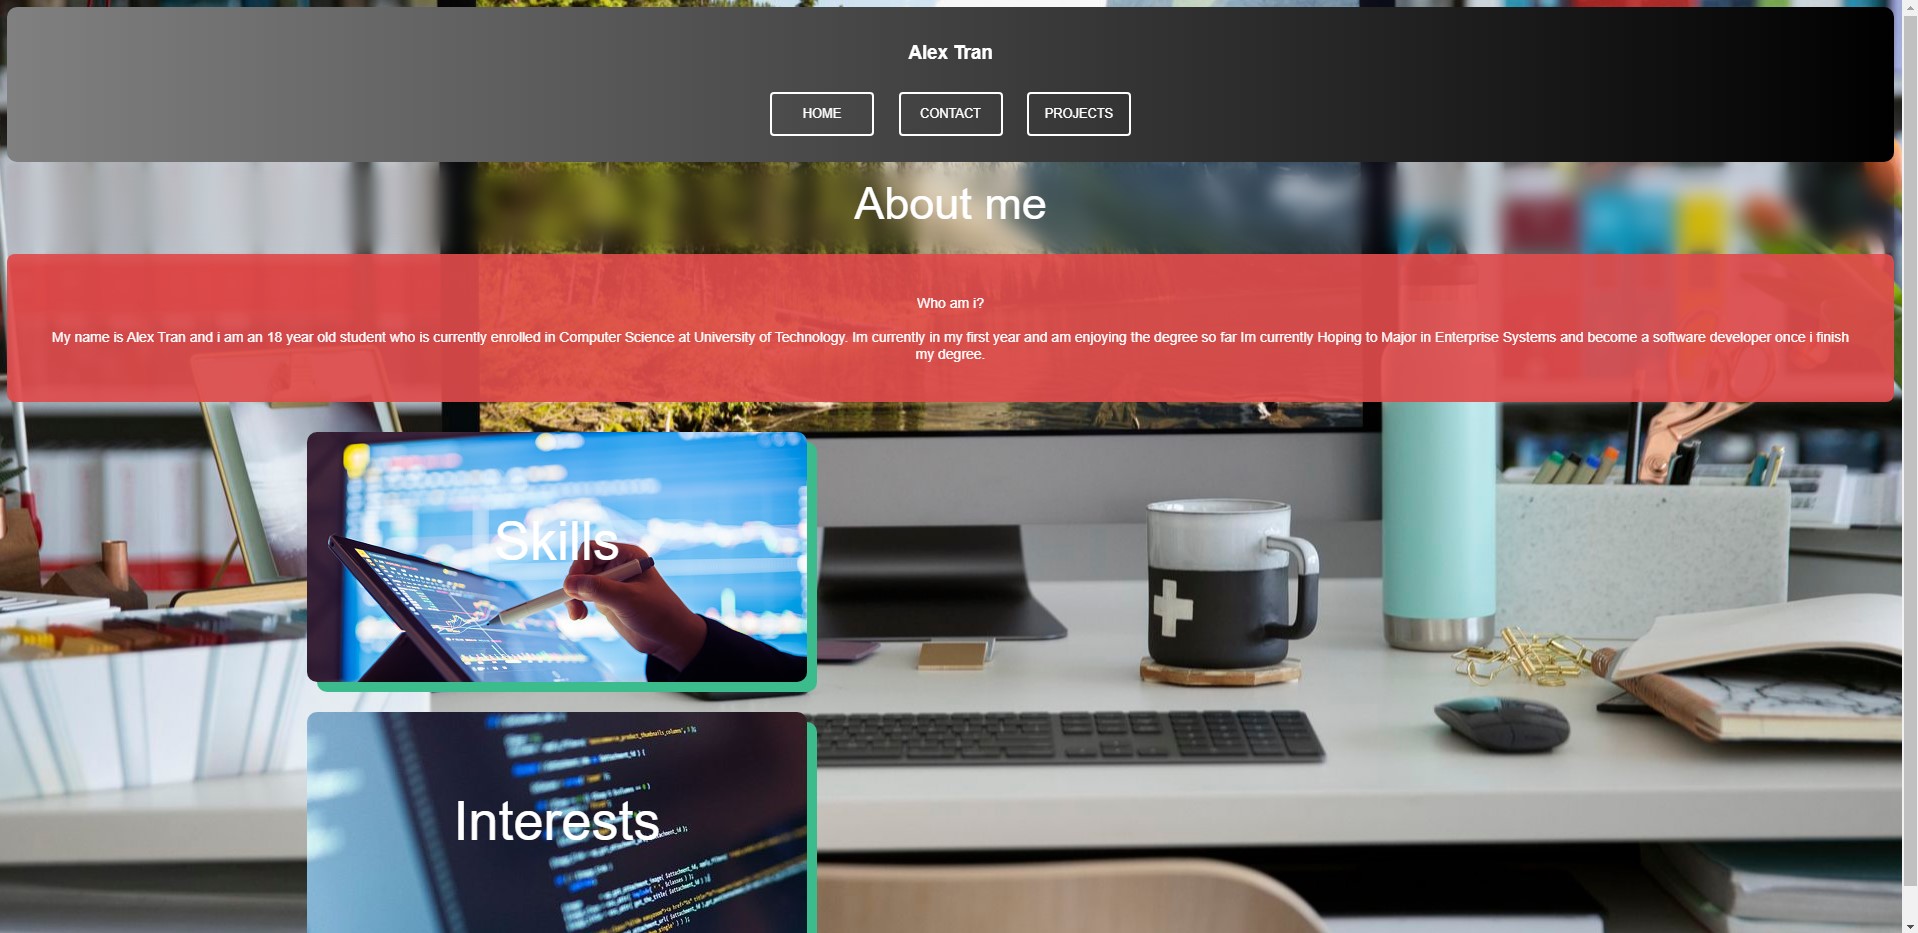 Alex Tran
HOME CONTACT PROJECTS
About me
Who am i?
My name is Alex Tran and i am an 18 year old student who is currently enrolled in Computer Science at University of Technology. Im currently in my first year and am enjoying the degree so far Im currently Hoping to Major in Enterprise Systems and become a software developer once i finish
my degree.
Skills
Interests